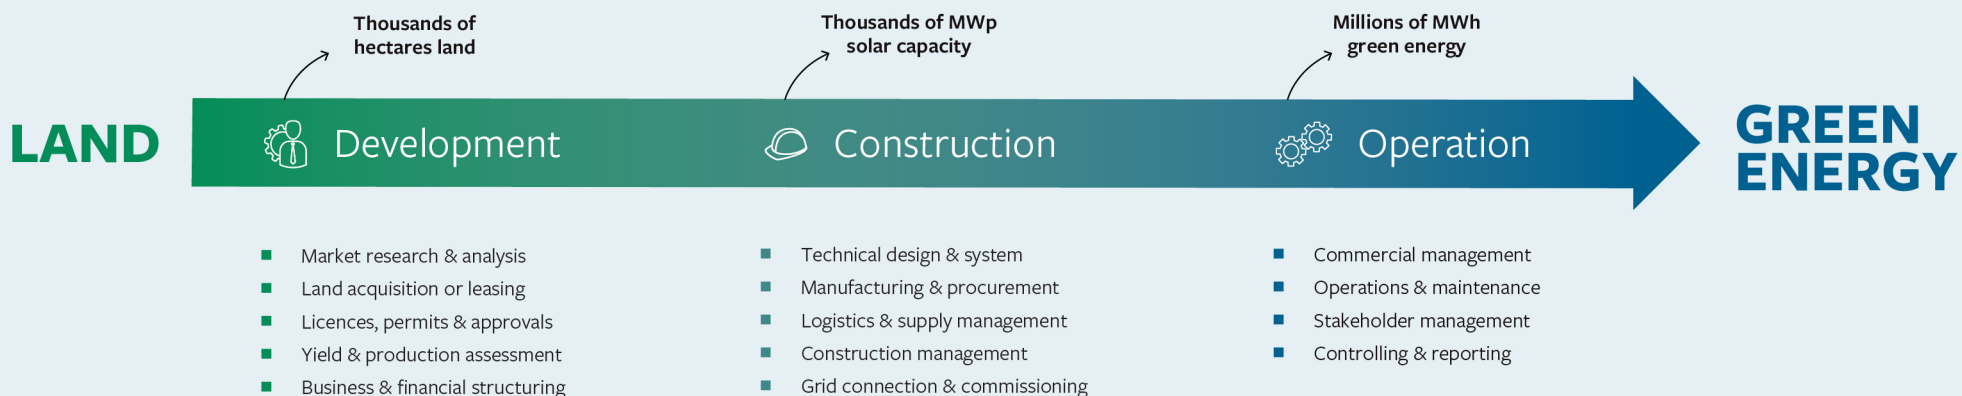 Thousands of
hectares land
Thousands of MWp
solar capacity
Millions of MWh
green energy
LAND
Development
Construction
Operation
GREEN
ENERGY
Market research & analysis
Land acquisition or leasing
Licences, permits & approvals
Yield & production assessment
Business & financial structuring
Technical design & system
Manufacturing & procurement
Logistics & supply management
Construction management
Grid connection & commissioning
Commercial management
Operations & maintenance
Stakeholder management
Controlling & reporting